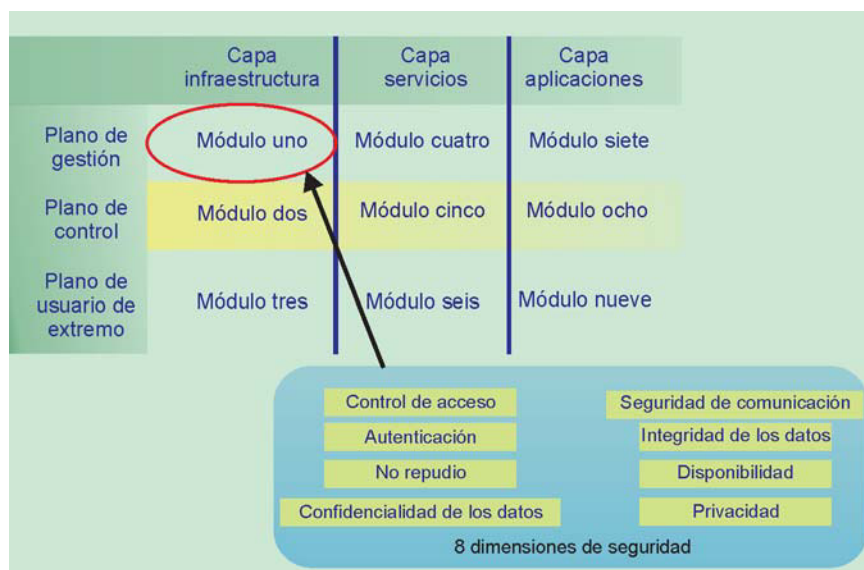 Capa
infraestructura
Capa
servicios
Capa
aplicaciones
Plano de
gestión
Módulo uno
Módulo cuatro
Módulo siete
Plano de
control
Módulo dos
Módulo cinco
Módulo ocho
Plano de
usuario de
extremo
Módulo tres
Módulo seis
Módulo nueve
Control de acceso
Seguridad de comunicación
Autenticación
Integridad de los datos
No repudio
Disponibilidad
Confidencialidad de los datos
Privacidad
8 dimensiones de seguridad